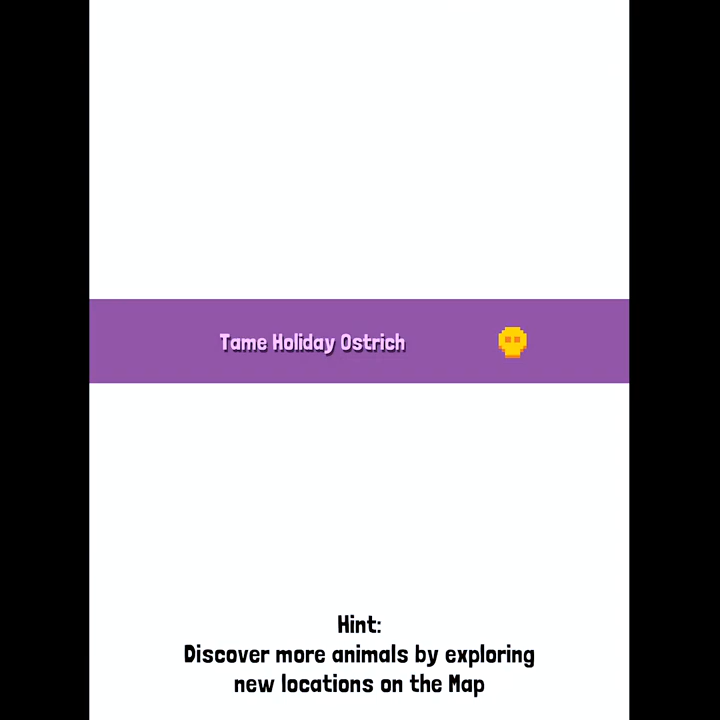 Tame Holiday Ostrich
Hint:
Discover more animals by exploring
new locations on the Map